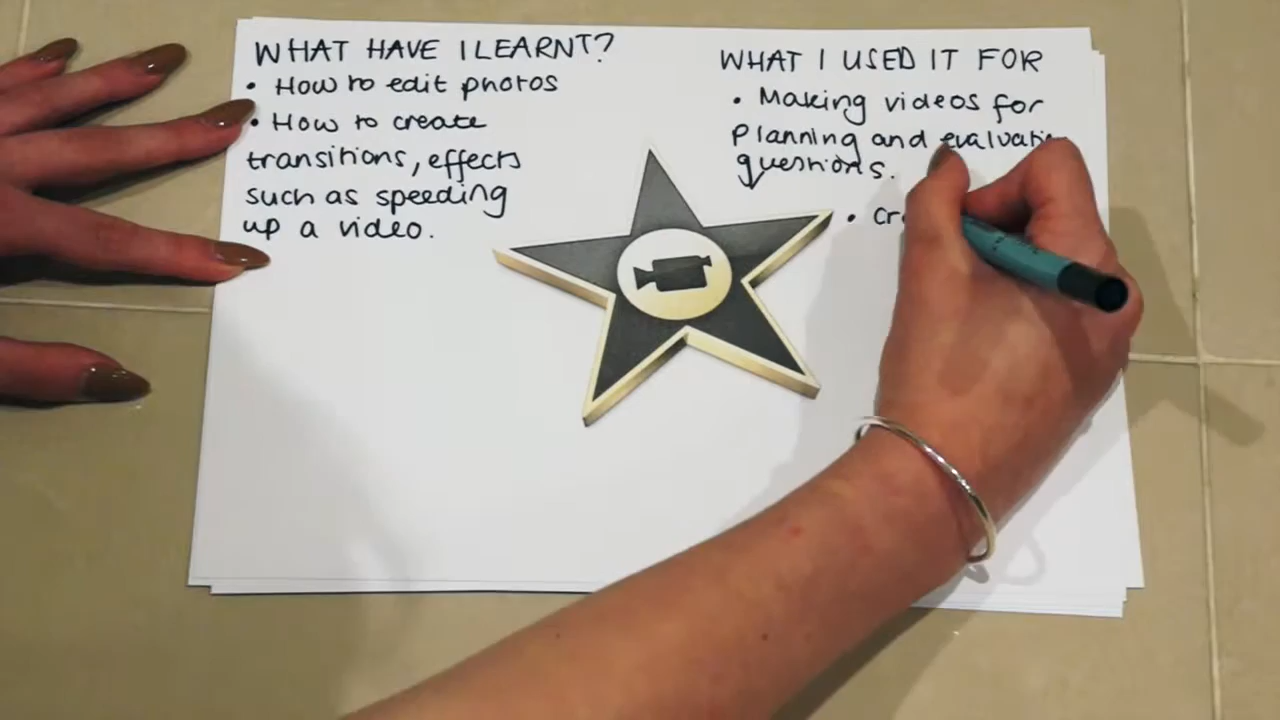 WHAT HAVE I LEARNT?
• How to edit photos
• How to create
transitions, effects
such as speeding
up a video.
WHAT I USED IT FOR
• Making videos for
Planning and
questions.
•